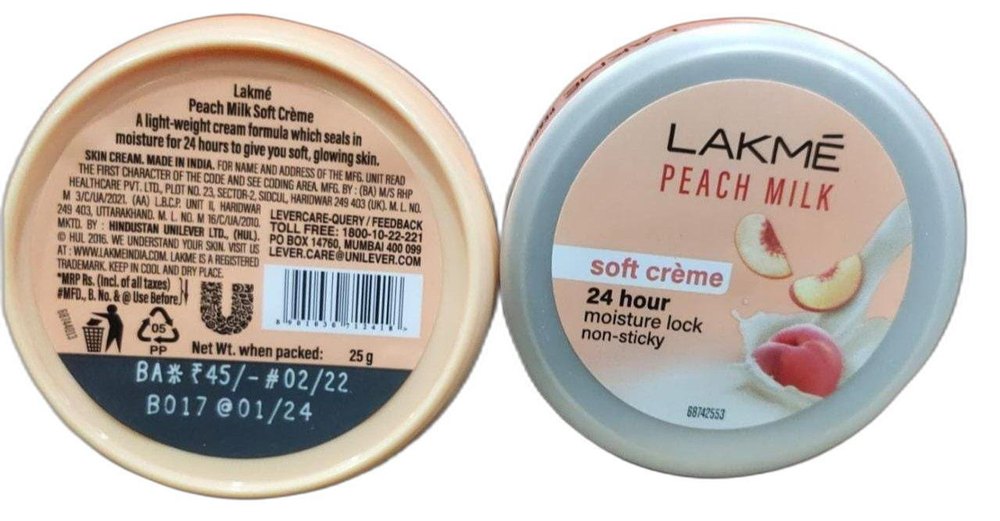 Lakmé
Peach Milk Soft Crème
A light-weight cream formula which seals in
moisture for 24 hours to give you soft, glowing skin.
SKIN CREAM. MADE IN INDIA. FOR NAME AND ADDRESS OF THE MFG. UNIT READ
THE FIRST CHARACTER OF THE CODE AND SEE CODING AREA. MFG. BY : (BA) M/S RHP
HEALTHCARE PVT. LTD., PLOT NO. 23, SECTOR-2, SIDCUL, HARIDWAR 249 403 (UK). M. L. NO.
M 3/C/UA/2021. (AA) L.B.C.P. UNIT II, HARIDWAR
249 403, UTTARAKHAND. M. L. NO. M 16/C/UA/2010.
MKTD. BY : HINDUSTAN UNILEVER LTD., (HUL).
© HUL 2016. WE UNDERSTAND YOUR SKIN. VISIT US
AT : WWW.LAKMEINDIA.COM. LAKME IS A REGISTERED
TRADEMARK. KEEP IN COOL AND DRY PLACE.
LEVERCARE-QUERY / FEEDBACK
TOLL FREE: 1800-10-22-221
PO BOX 14760, MUMBAI 400 099
LEVER.CARE@UNILEVER.COM
*MRP Rs. (Incl. of all taxes)
#MFD., B. No. & @ Use Before
05
PP
Net Wt. when packed: 25 g
BA* ₹45/- #02/22
B017 @01/24
LAKMÉ
PEACH MILK
soft crème
24 hour
moisture lock
non-sticky
68742553